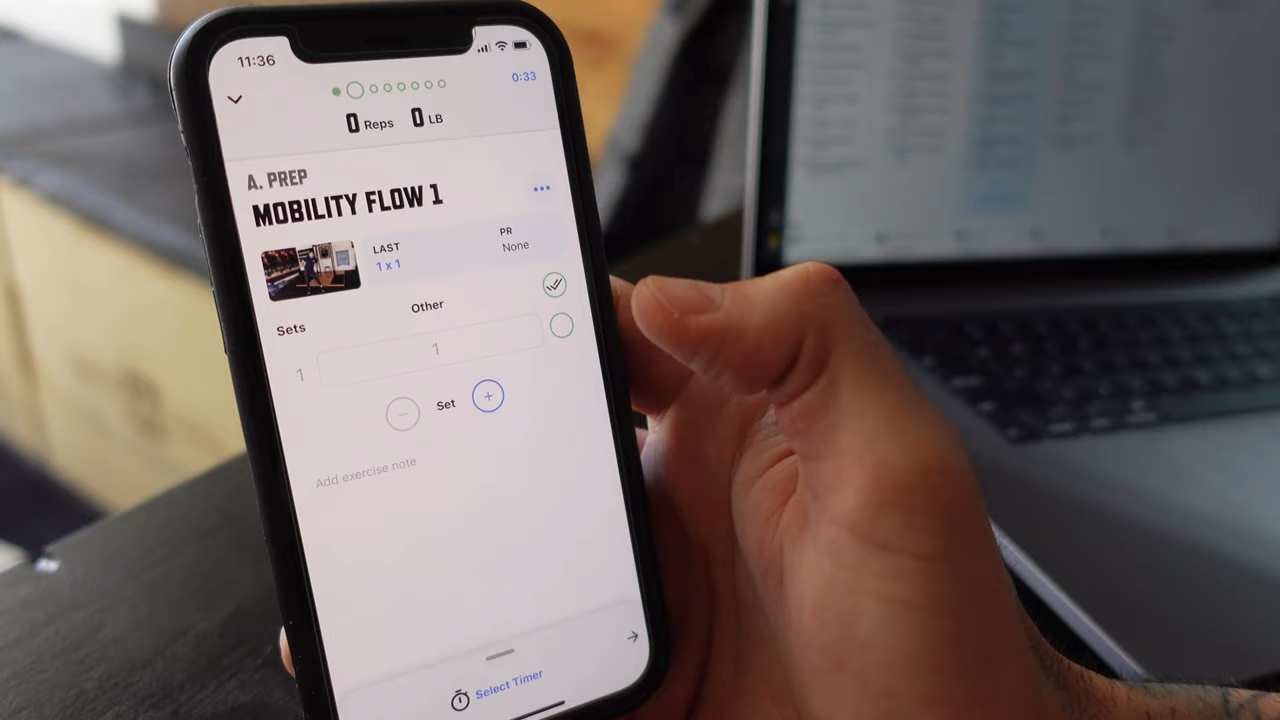 11:36
0:33
0 Reps 0 LB
A. PREP
MOBILITY FLOW 1
LAST
1 x 1
PR
None
Sets
Other
1
1
Set
Add exercise note
Select Timer